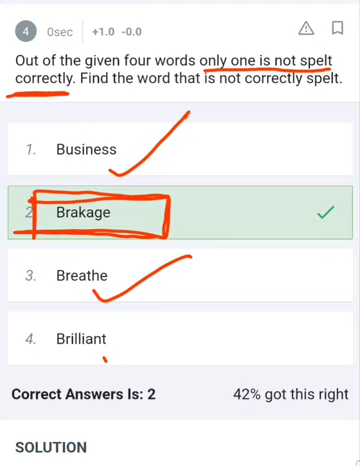 4 0sec +1.0 -0.0
Out of the given four words only one is not spelt
correctly. Find the word that is not correctly spelt.
1. Business
2. Brakage
3. Breathe
4. Brilliant
Correct Answers Is: 2 42% got this right
SOLUTION